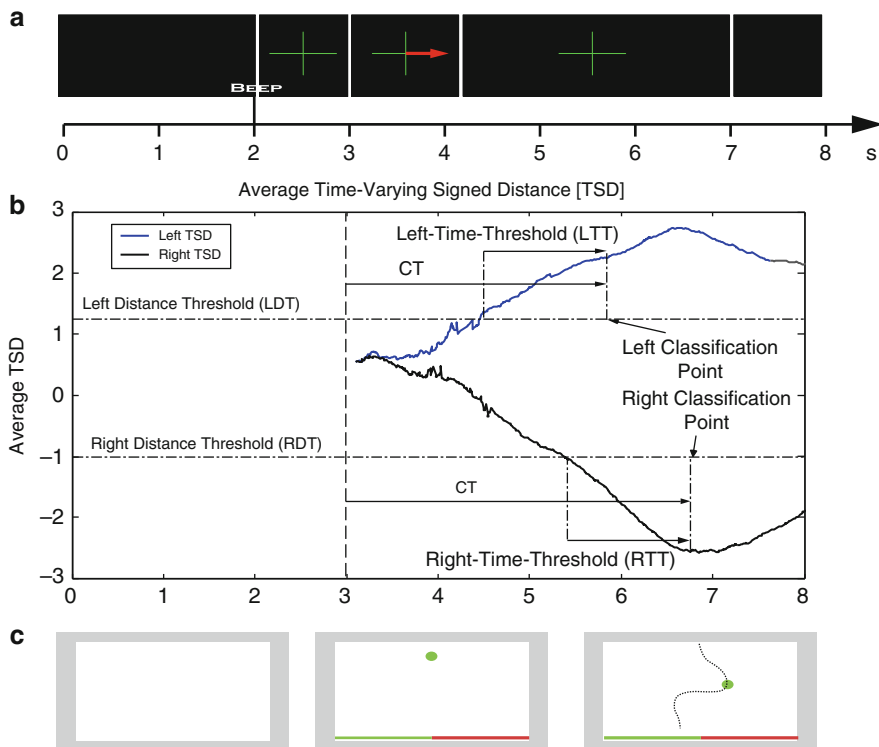 a
BEEP
0 1 2 3 4 5 6 7 8 s
Average Time-Varying Signed Distance [TSD]
b
3
Left TSD
Right TSD
Left-Time-Threshold (LTT)
2
CT
Left Distance Threshold (LDT)
1
Left Classification
Point
0
Right Classification
Point
Average TSD
Right Distance Threshold (RDT)
−1
CT
−2
Right-Time-Threshold (RTT)
−3
0 1 2 3 4 5 6 7 8
c